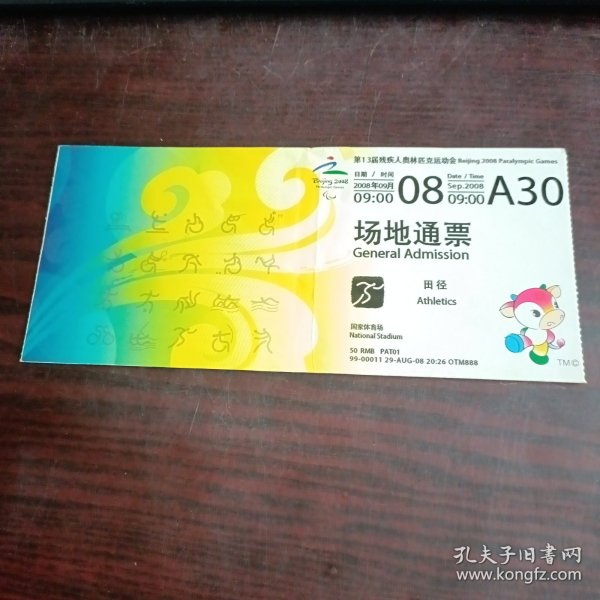 第13届残疾人奥林匹克运动会 Beijing 2008 Paralympic Games
Beijing 2008
Paralympic Games
日期 / 时间
2008年09月
09:00
08
Date / Time
Sep.2008
09:00
A30
场地通票
General Admission
田径
Athletics
国家体育场
National Stadium
50 RMB PAT01
99-00011 29-AUG-08 20:26 OTM888
TM©
孔夫子旧书网
www.kongfz.com